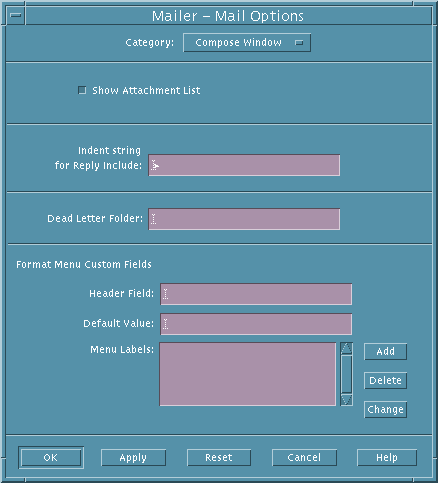 Mailer - Mail Options
Category: Compose Window
Show Attachment List
Indent string
for Reply Include: >
Dead Letter Folder:
Format Menu Custom Fields
Header Field:
Default Value:
Menu Labels:
Add
Delete
Change
OK Apply Reset Cancel Help